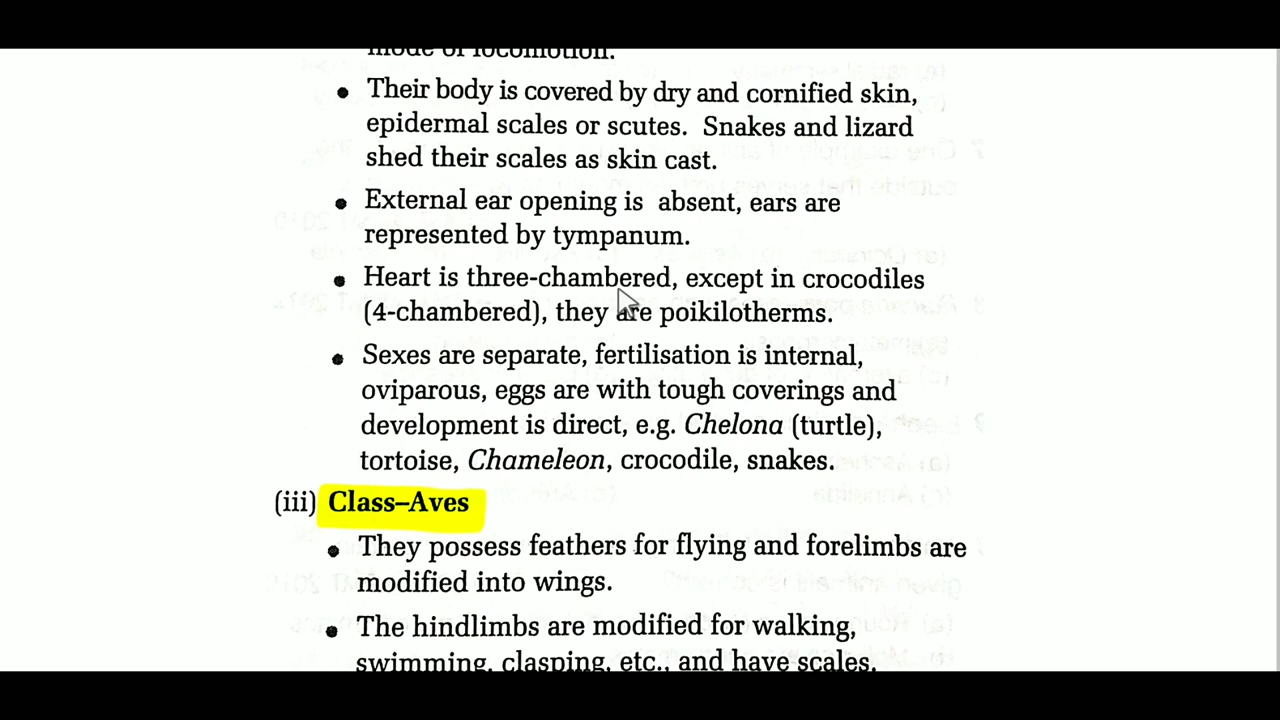 mode of locomotion.
• Their body is covered by dry and cornified skin,
epidermal scales or scutes. Snakes and lizard
shed their scales as skin cast.
• External ear opening is absent, ears are
represented by tympanum.
• Heart is three-chambered, except in crocodiles
(4-chambered), they are poikilotherms.
• Sexes are separate, fertilisation is internal,
oviparous, eggs are with tough coverings and
development is direct, e.g. Chelona (turtle),
tortoise, Chameleon, crocodile, snakes.
(iii) Class–Aves
• They possess feathers for flying and forelimbs are
modified into wings.
• The hindlimbs are modified for walking,
swimming, clasping, etc., and have scales.